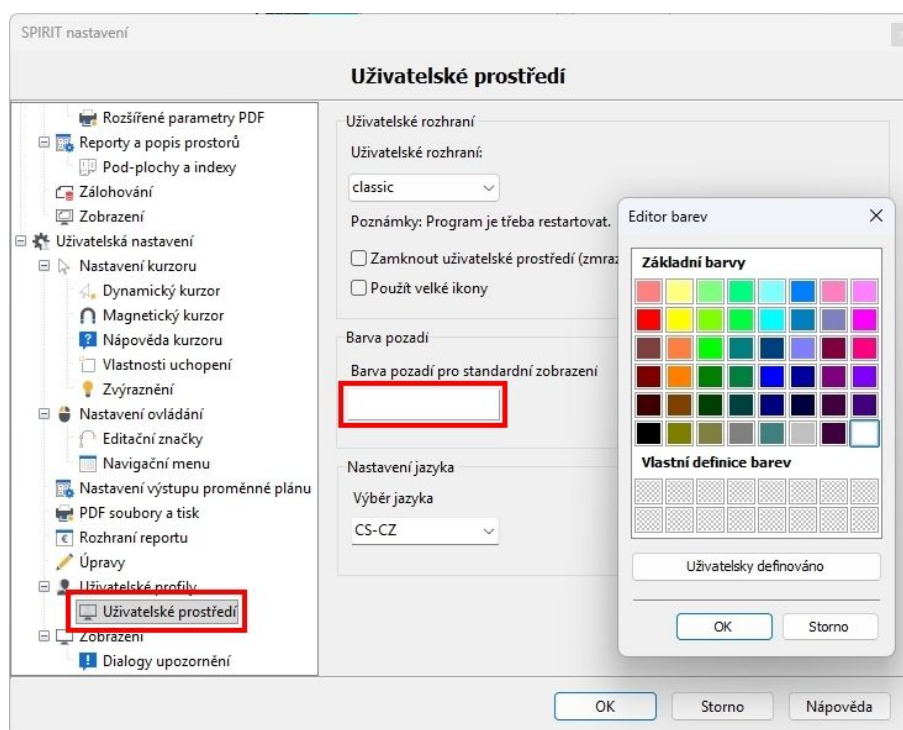 SPIRIT nastavení
Uživatelské prostředí
Rozšířené parametry PDF
Reporty a popis prostorů
Pod-plochy a indexy
Zálohování
Zobrazení
Uživatelská nastavení
Nastavení kurzoru
Dynamický kurzor
Magnetický kurzor
Nápověda kurzoru
Vlastnosti uchopení
Zvýraznění
Nastavení ovládání
Editační značky
Navigační menu
Nastavení výstupu proměnné plánu
PDF soubory a tisk
Rozhraní reportu
Úpravy
Uživatelské profily
Uživatelské prostředí
Zobrazení
Dialogy upozornění
Uživatelské rozhraní
Uživatelské rozhraní:
classic
Poznámky: Program je třeba restartovat.
Zamknout uživatelské prostředí (zmraz
Použít velké ikony
Barva pozadí
Barva pozadí pro standardní zobrazení
Nastavení jazyka
Výběr jazyka
CS-CZ
Editor barev
Základní barvy
Vlastní definice barev
Uživatelsky definováno
OK Storno
OK Storno Nápověda